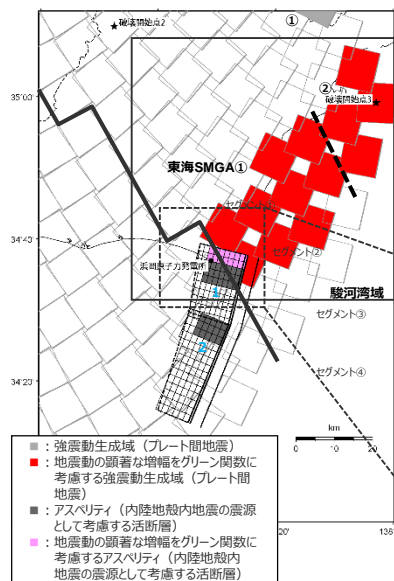 ①
破壊開始点2
②
破壊開始点3
35°00'
東海SMGA①
34°40'
セグメント②
浜岡原子力発電所
駿河湾域
1
セグメント③
2
34°20'
セグメント④
km
0 10 20
：強震動生成域（プレート間地震）
：地震動の顕著な増幅をグリーン関数に
考慮する強震動生成域（プレート間
地震）
：アスペリティ（内陸地殻内地震の震源
として考慮する活断層）
：地震動の顕著な増幅をグリーン関数に
考慮するアスペリティ（内陸地殻内
地震の震源として考慮する活断層）
20'